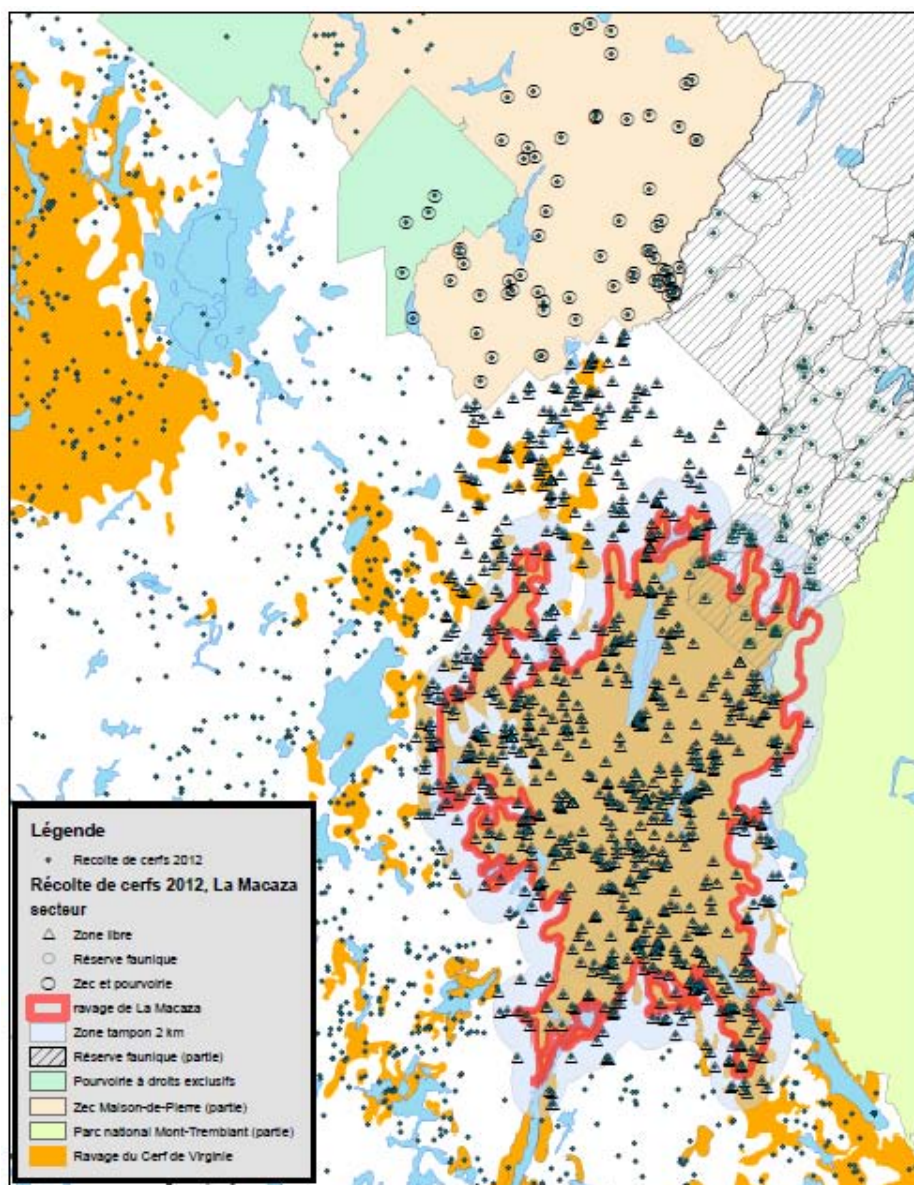 Légende
Recolte de cerfs 2012
Récolte de cerfs 2012, La Macaza
secteur
Zone libre
Réserve faunique
Zec et pourvoirie
ravage de La Macaza
Zone tampon 2 km
Réserve faunique (partie)
Pourvoirie à droits exclusifs
Zec Maison-de-Pierre (partie)
Parc national Mont-Tremblant (partie)
Ravage du Cerf de Virginie